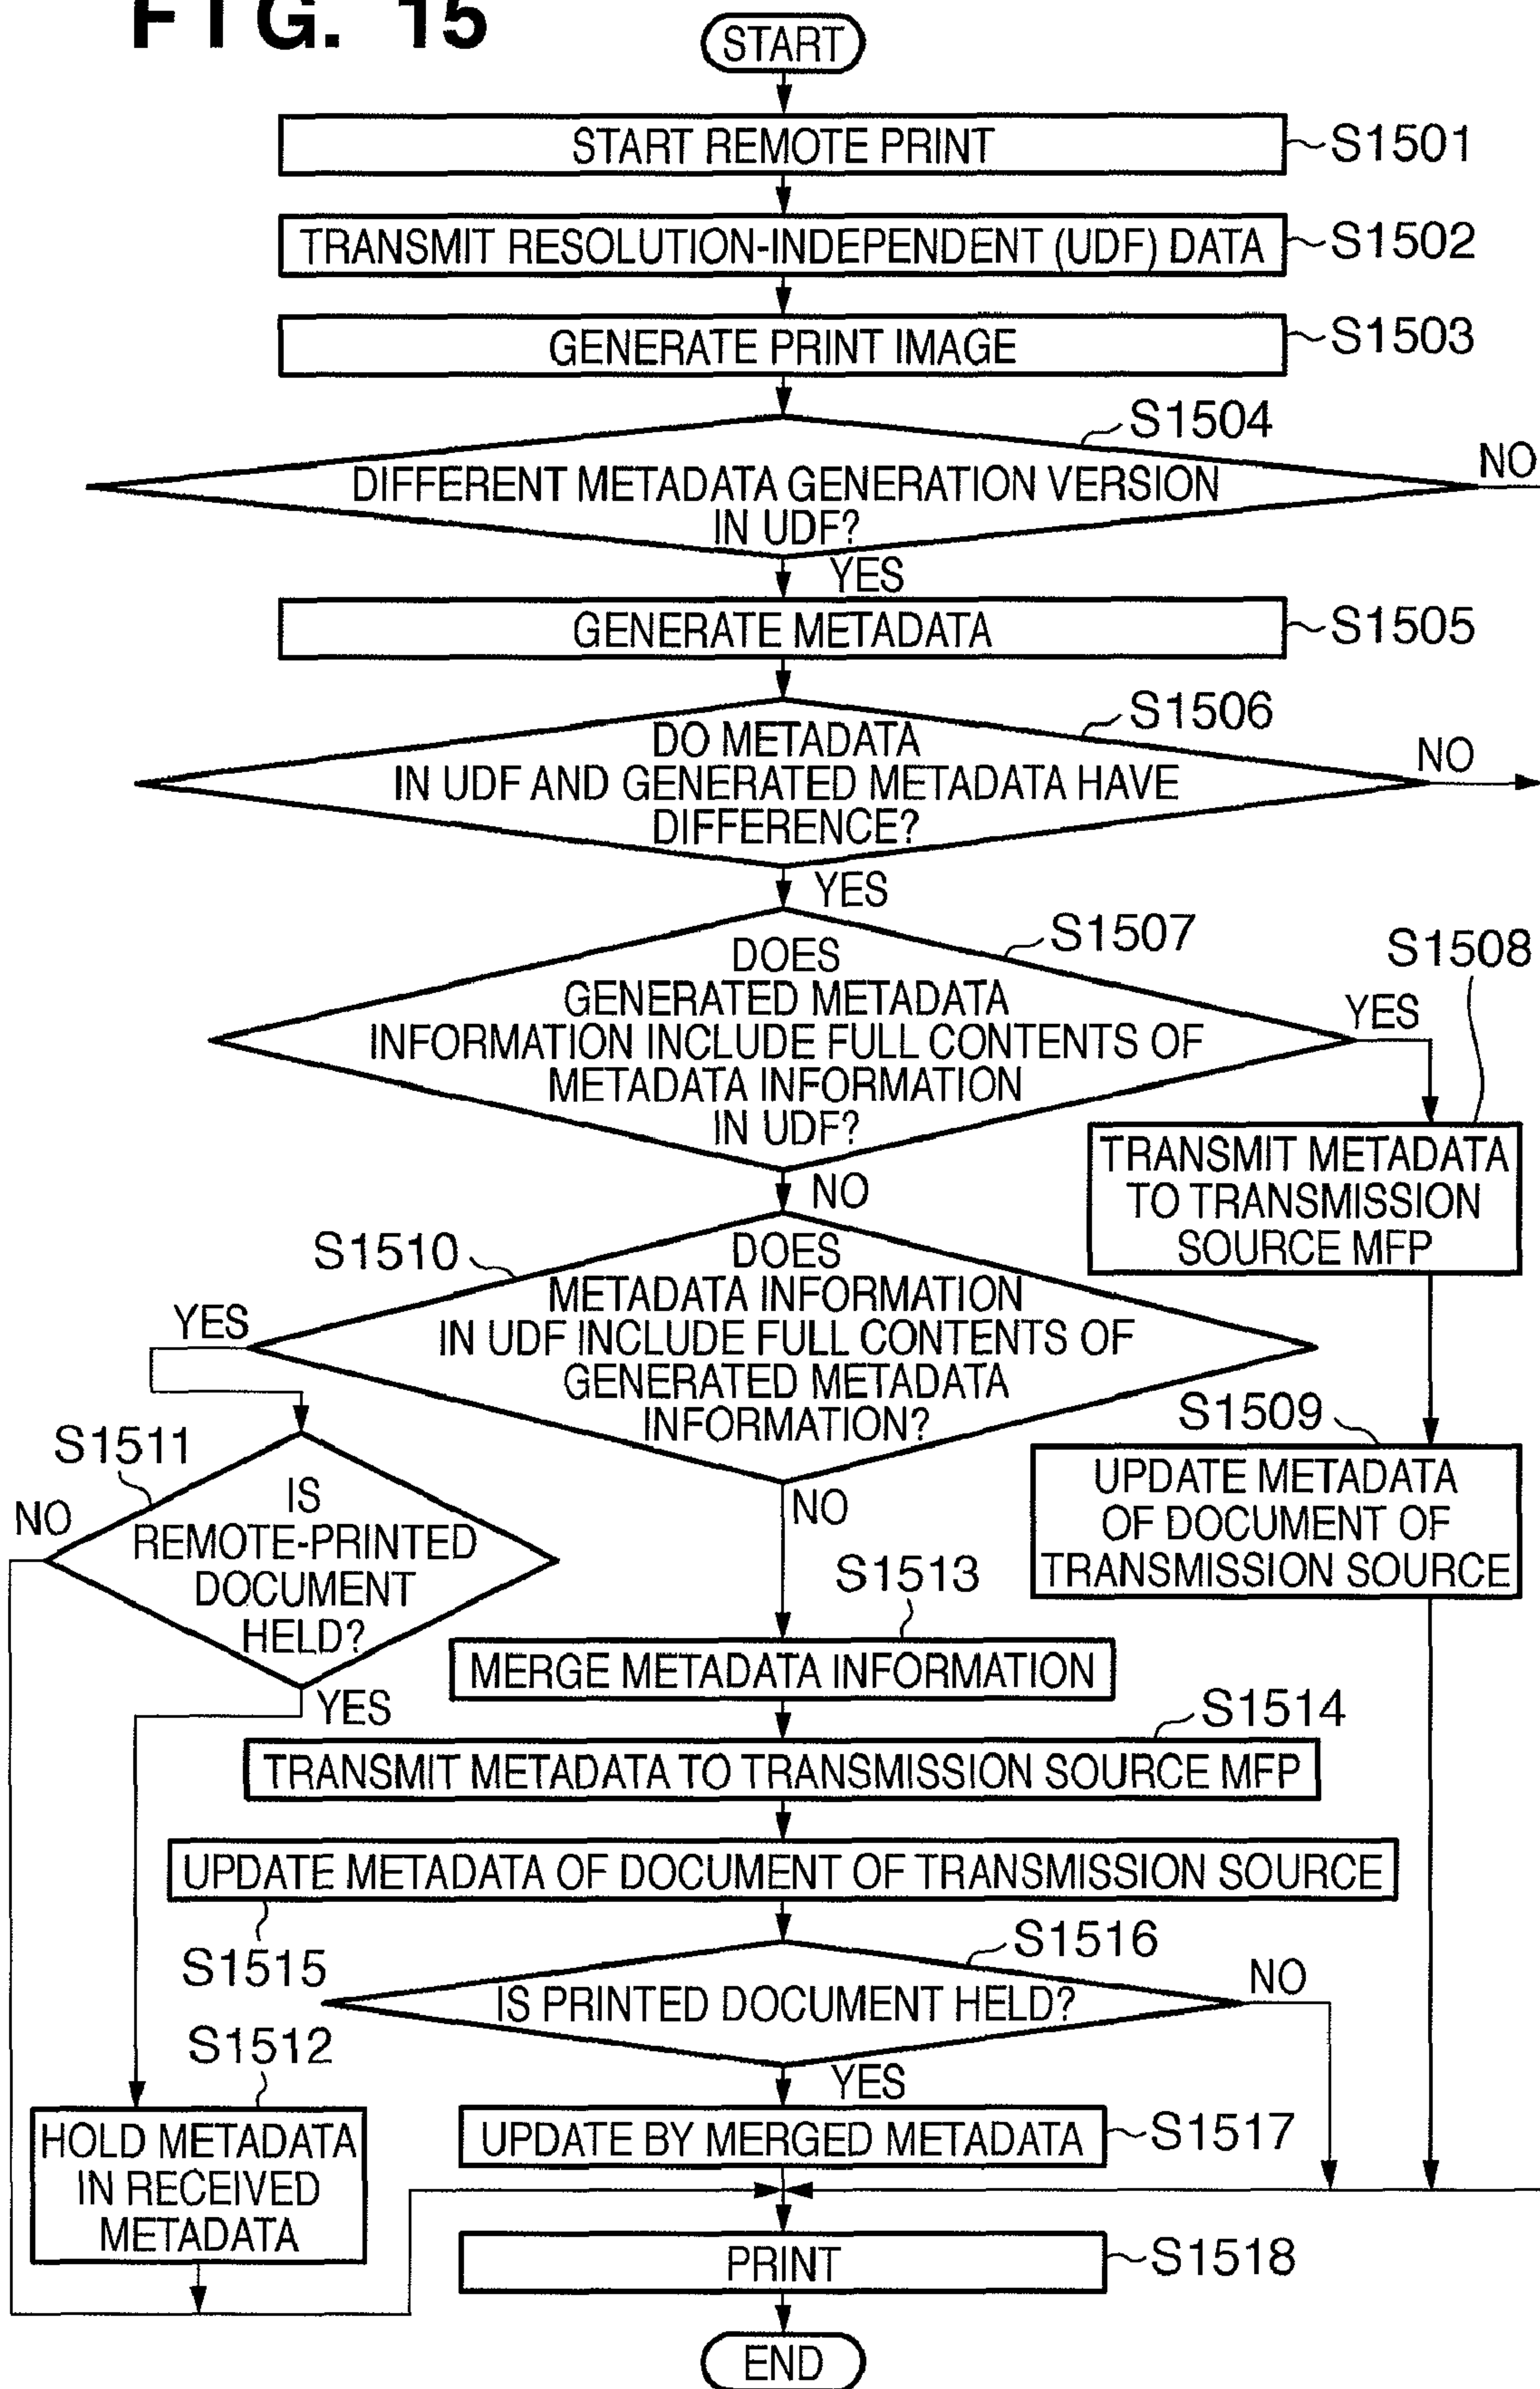 FIG. 15
START
START REMOTE PRINT
S1501
TRANSMIT RESOLUTION-INDEPENDENT (UDF) DATA
S1502
GENERATE PRINT IMAGE
S1503
S1504
DIFFERENT METADATA GENERATION VERSION
IN UDF?
NO
YES
GENERATE METADATA
S1505
S1506
DO METADATA
IN UDF AND GENERATED METADATA HAVE
DIFFERENCE?
NO
YES
S1507
DOES
GENERATED METADATA
INFORMATION INCLUDE FULL CONTENTS OF
METADATA INFORMATION
IN UDF?
YES
S1508
TRANSMIT METADATA
TO TRANSMISSION
SOURCE MFP
NO
S1510
DOES
METADATA INFORMATION
IN UDF INCLUDE FULL CONTENTS OF
GENERATED METADATA
INFORMATION?
YES
S1509
UPDATE METADATA
OF DOCUMENT OF
TRANSMISSION SOURCE
S1511
NO
IS
REMOTE-PRINTED
DOCUMENT
HELD?
YES
NO
S1513
MERGE METADATA INFORMATION
S1514
TRANSMIT METADATA TO TRANSMISSION SOURCE MFP
UPDATE METADATA OF DOCUMENT OF TRANSMISSION SOURCE
S1515
S1516
IS PRINTED DOCUMENT HELD?
NO
YES
S1512
HOLD METADATA
IN RECEIVED
METADATA
UPDATE BY MERGED METADATA
S1517
PRINT
S1518
END